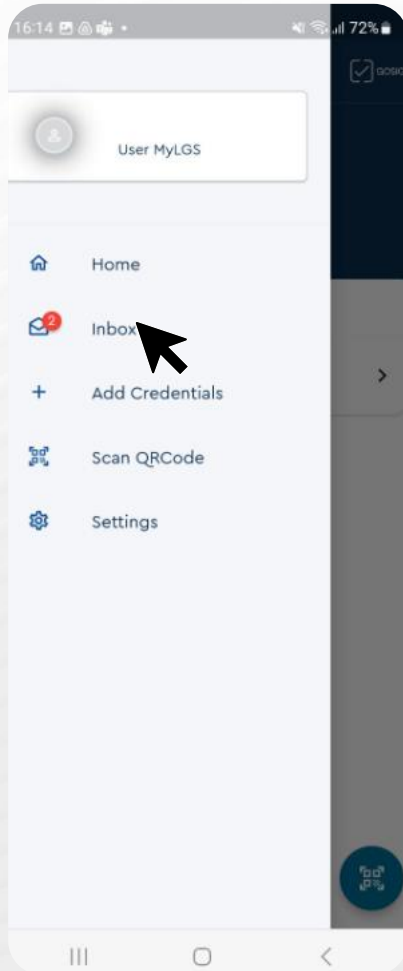 16:14
72%
User MyLGS
Home
2
Inbox
Add Credentials
Scan QRCode
Settings